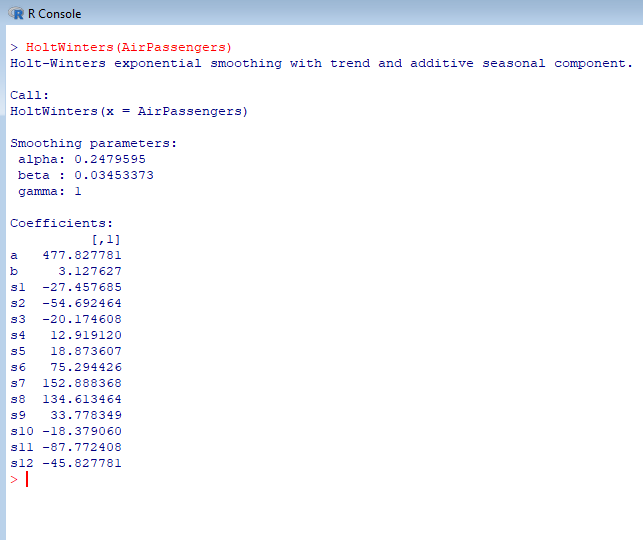 R Console
> HoltWinters(AirPassengers)
Holt-Winters exponential smoothing with trend and additive seasonal component.
Call:
HoltWinters(x = AirPassengers)
Smoothing parameters:
alpha: 0.2479595
beta : 0.03453373
gamma: 1
Coefficients:
[,1]
a 477.827781
b 3.127627
s1 -27.457685
s2 -54.692464
s3 -20.174608
s4 12.919120
s5 18.873607
s6 75.294426
s7 152.888368
s8 134.613464
s9 33.778349
s10 -18.379060
s11 -87.772408
s12 -45.827781
>